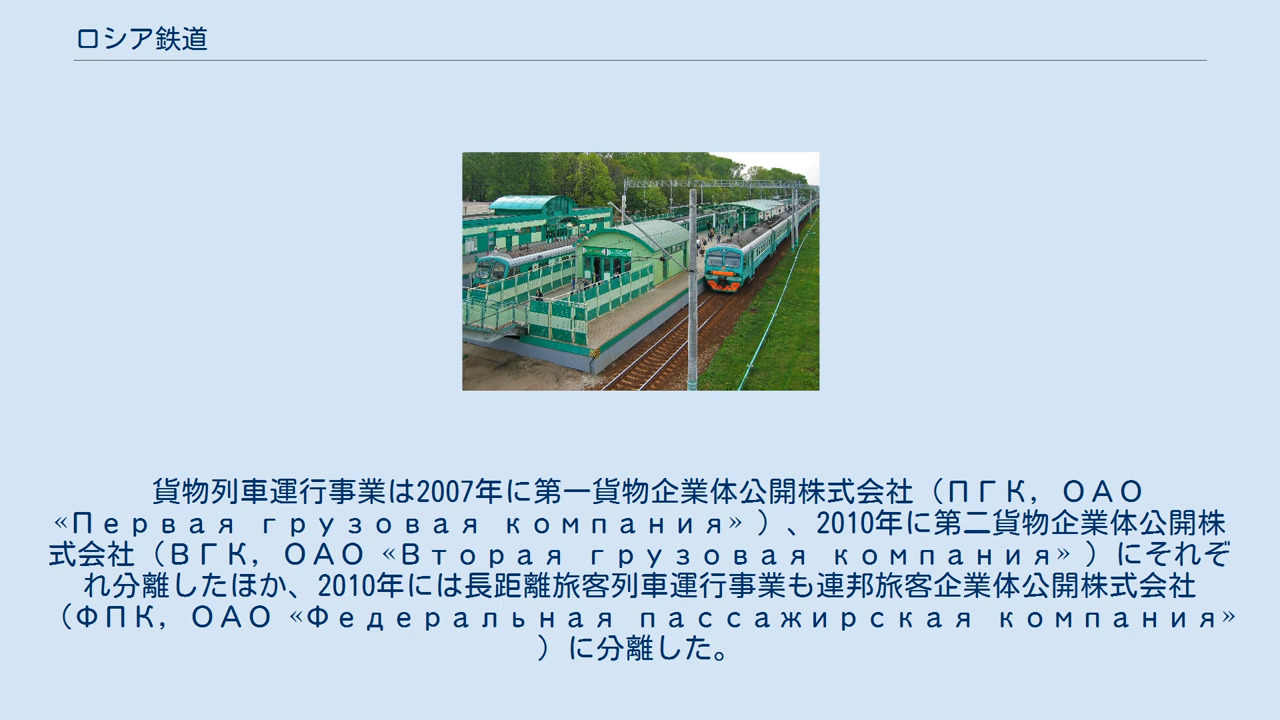 ロシア鉄道
貨物列車運行事業は2007年に第一貨物企業体公開株式会社（ПГК, ОАО
«Первая грузовая компания»）、2010年に第二貨物企業体公開株
式会社（ВГК, ОАО «Вторая грузовая компания»）にそれぞ
れ分離したほか、2010年には長距離旅客列車運行事業も連邦旅客企業体公開株式会社
（ФПК, ОАО «Федеральная пассажирская компания»
）に分離した。